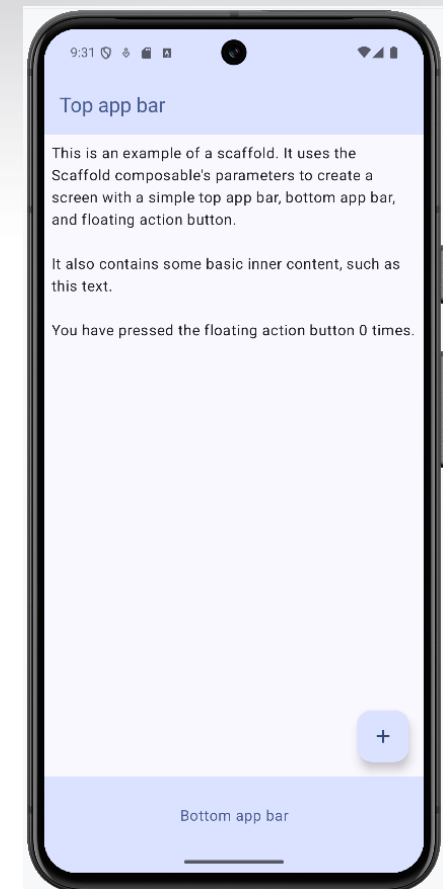 9:31
Top app bar
This is an example of a scaffold. It uses the
Scaffold composable's parameters to create a
screen with a simple top app bar, bottom app bar,
and floating action button.
It also contains some basic inner content, such as
this text.
You have pressed the floating action button 0 times.
+
Bottom app bar